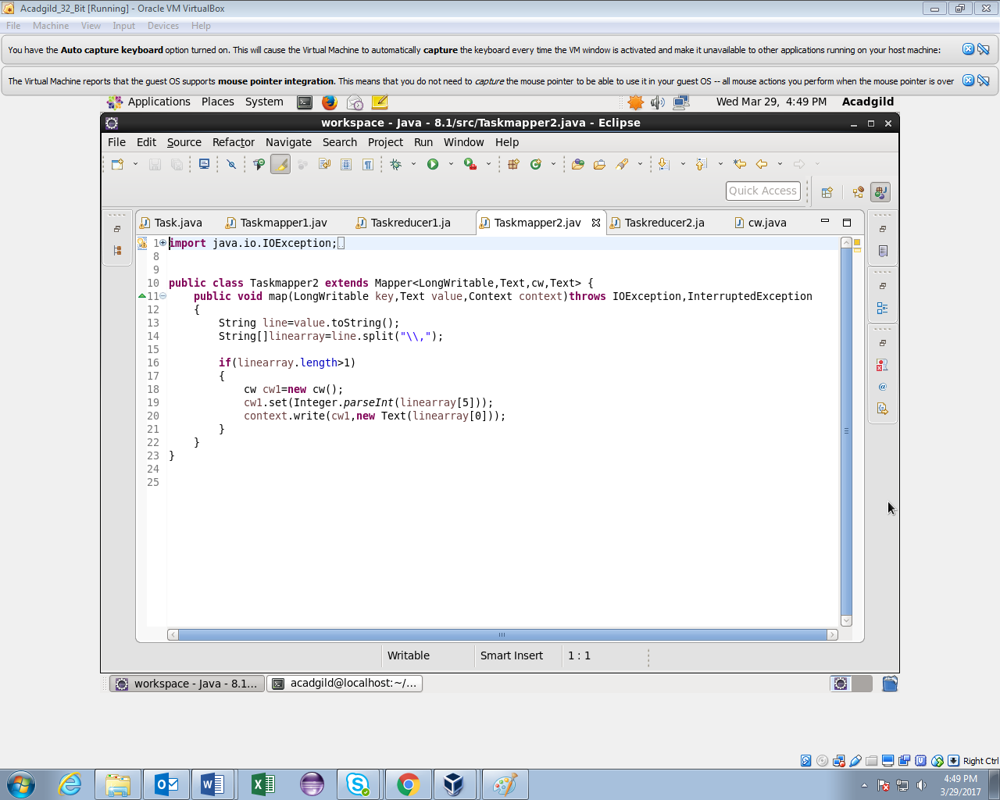 Acadgild_32_Bit [Running] - Oracle VM VirtualBox
File Machine View Input Devices Help
You have the Auto capture keyboard option turned on. This will cause the Virtual Machine to automatically capture the keyboard every time the VM window is activated and make it unavailable to other applications running on your host machine:
The Virtual Machine reports that the guest OS supports mouse pointer integration. This means that you do not need to capture the mouse pointer to be able to use it in your guest OS -- all mouse actions you perform when the mouse pointer is over
Applications Places System Wed Mar 29, 4:49 PM Acadgild
workspace - Java - 8.1/src/Taskmapper2.java - Eclipse
File Edit Source Refactor Navigate Search Project Run Window Help
Quick Access
Task.java Taskmapper1.jav Taskreducer1.ja Taskmapper2.jav Taskreducer2.ja cw.java
1 import java.io.IOException;
8
9
10 public class Taskmapper2 extends Mapper<LongWritable,Text,cw,Text> {
11 public void map(LongWritable key,Text value,Context context)throws IOException,InterruptedException
12 {
13 String line=value.toString();
14 String[]linearray=line.split("\\,");
15
16 if(linearray.length>1)
17 {
18 cw cw1=new cw();
19 cw1.set(Integer.parseInt(linearray[5]));
20 context.write(cw1,new Text(linearray[0]));
21 }
22 }
23 }
24
25
Writable Smart Insert 1 : 1
workspace - Java - 8.1... acadgild@localhost:~/...
Right Ctrl
4:49 PM
3/29/2017